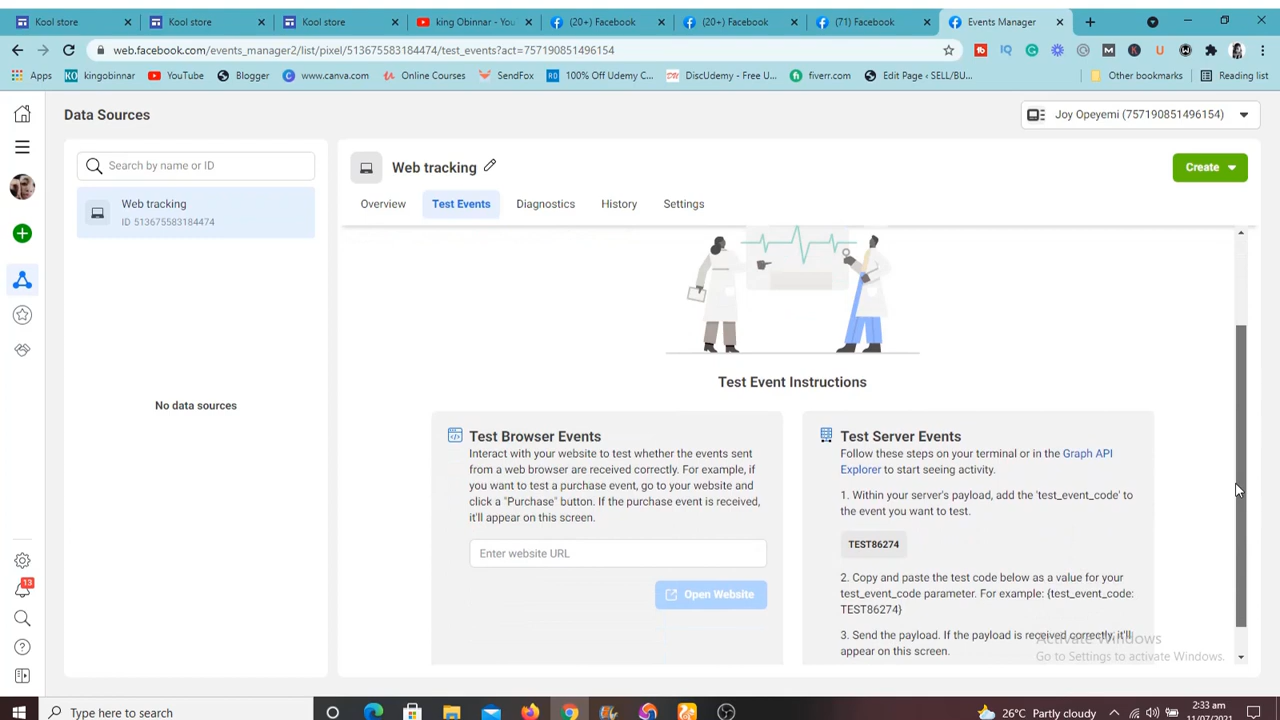 Kool store
Kool store
Kool store
king Obinnar - You
(20+) Facebook
(20+) Facebook
(71) Facebook
Events Manager
web.facebook.com/events_manager2/list/pixel/513675583184474/test_events?act=757190851496154
Apps
kingobinnar
YouTube
Blogger
www.canva.com
Online Courses
SendFox
100% Off Udemy C...
DiscUdemy - Free U...
fiverr.com
Edit Page ‹ SELL/BU...
Other bookmarks
Reading list
Data Sources
Joy Opeyemi (757190851496154)
Search by name or ID
Web tracking
ID 513675583184474
No data sources
Web tracking
Create
Overview
Test Events
Diagnostics
History
Settings
Test Event Instructions
Test Browser Events
Interact with your website to test whether the events sent
from a web browser are received correctly. For example, if
you want to test a purchase event, go to your website and
click a "Purchase" button. If the purchase event is received,
it'll appear on this screen.
Enter website URL
Open Website
Test Server Events
Follow these steps on your terminal or in the Graph API
Explorer to start seeing activity.
1. Within your server's payload, add the 'test_event_code' to
the event you want to test.
TEST86274
2. Copy and paste the test code below as a value for your
test_event_code parameter. For example: {test_event_code:
TEST86274}
3. Send the payload. If the payload is received correctly, it'll
appear on this screen.
Activate Windows
Go to Settings to activate Windows.
13
Type here to search
26°C Partly cloudy
2:33 am
11/07/2021